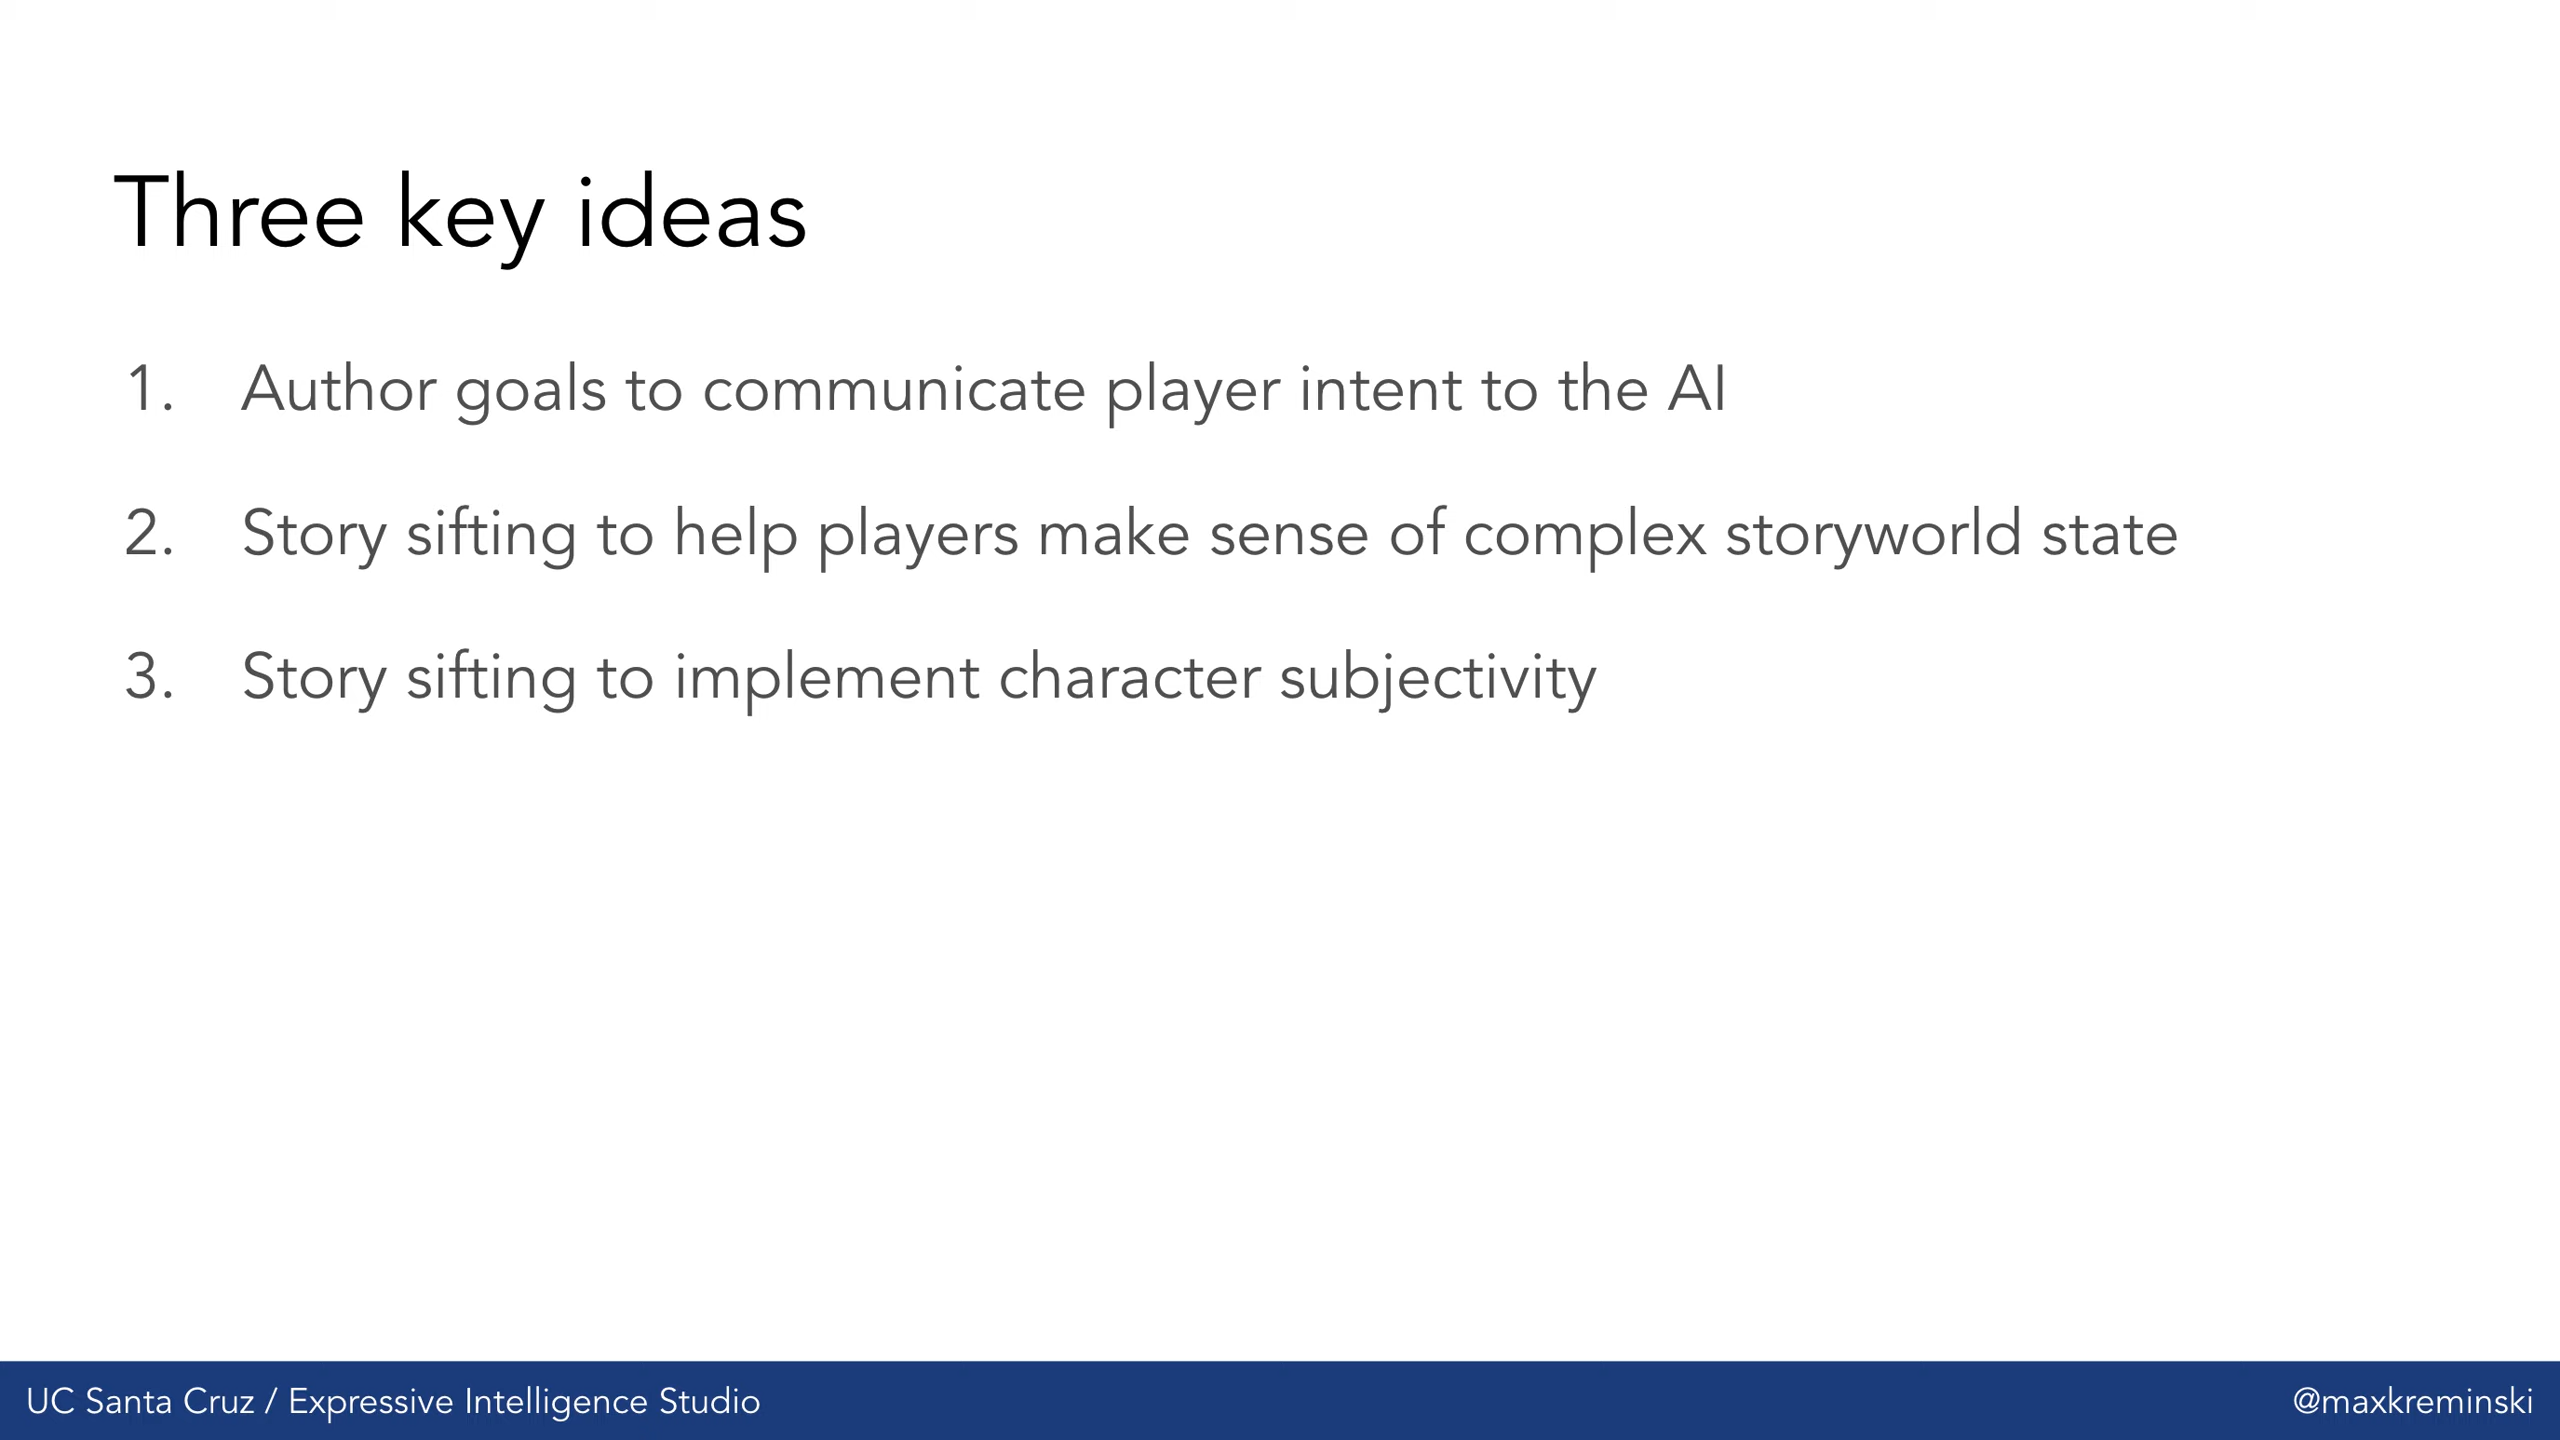 Three key ideas
1. Author goals to communicate player intent to the AI
2. Story sifting to help players make sense of complex storyworld state
3. Story sifting to implement character subjectivity
UC Santa Cruz / Expressive Intelligence Studio
@maxkreminski